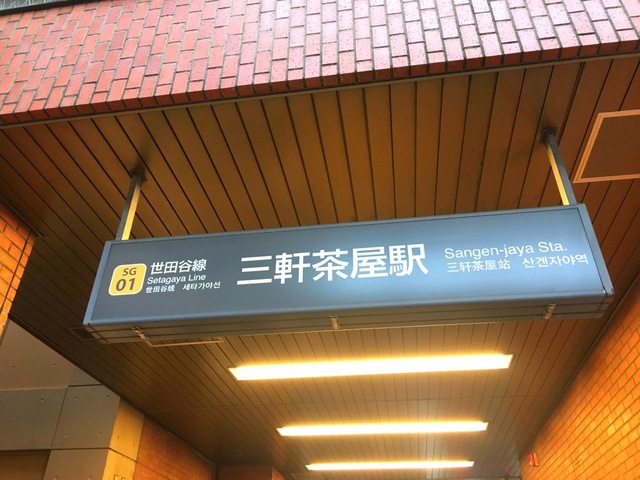 SG
01
世田谷線
Setagaya Line
世田谷线 세타가야선
三軒茶屋駅
Sangen-jaya Sta.
三轩茶屋站 산겐자야역